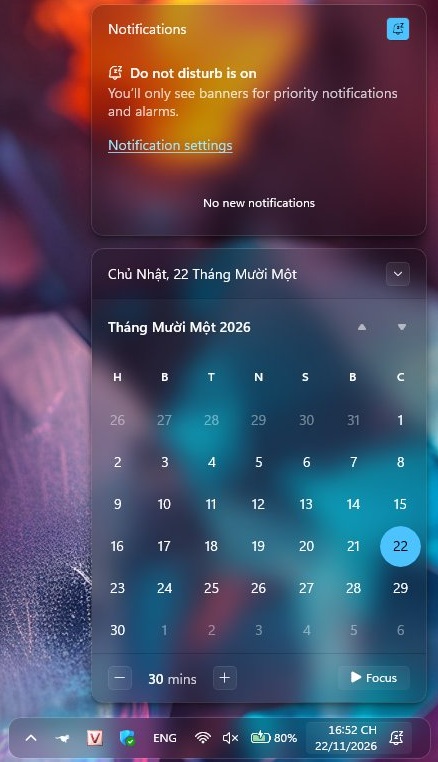 Notifications
Do not disturb is on
You'll only see banners for priority notifications
and alarms.
Notification settings
No new notifications
Chủ Nhật, 22 Tháng Mười Một
Tháng Mười Một 2026
H B T N S B C
26 27 28 29 30 31 1
2 3 4 5 6 7 8
9 10 11 12 13 14 15
16 17 18 19 20 21 22
23 24 25 26 27 28 29
30 1 2 3 4 5 6
30 mins Focus
V ENG 80% 16:52 CH
22/11/2026